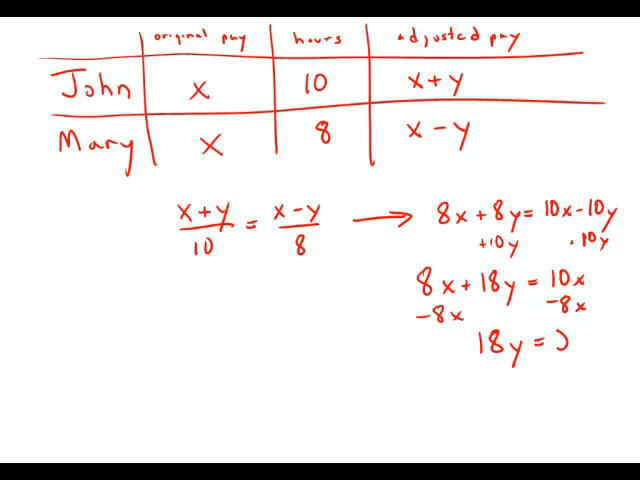 original pay hours adjusted pay
John x 10 x+y
Mary x 8 x-y
x+y/10 = x-y/8 → 8x+8y=10x-10y
+10y +10y
8x+18y=10x
-8x -8x
18y=